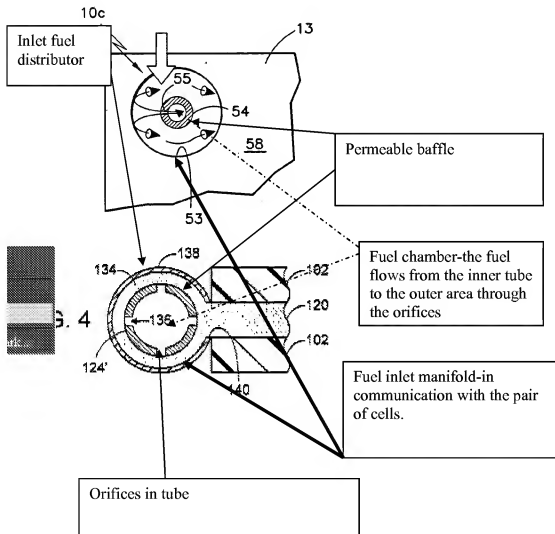 10c
13
Inlet fuel
distributor
55
54
Permeable baffle
58
53
138
134
102
Fuel chamber-the fuel
flows from the inner tube
to the outer area through
the orifices
120
136
G. 4
102
124'
140
Fuel inlet manifold-in
communication with the pair
of cells.
Orifices in tube